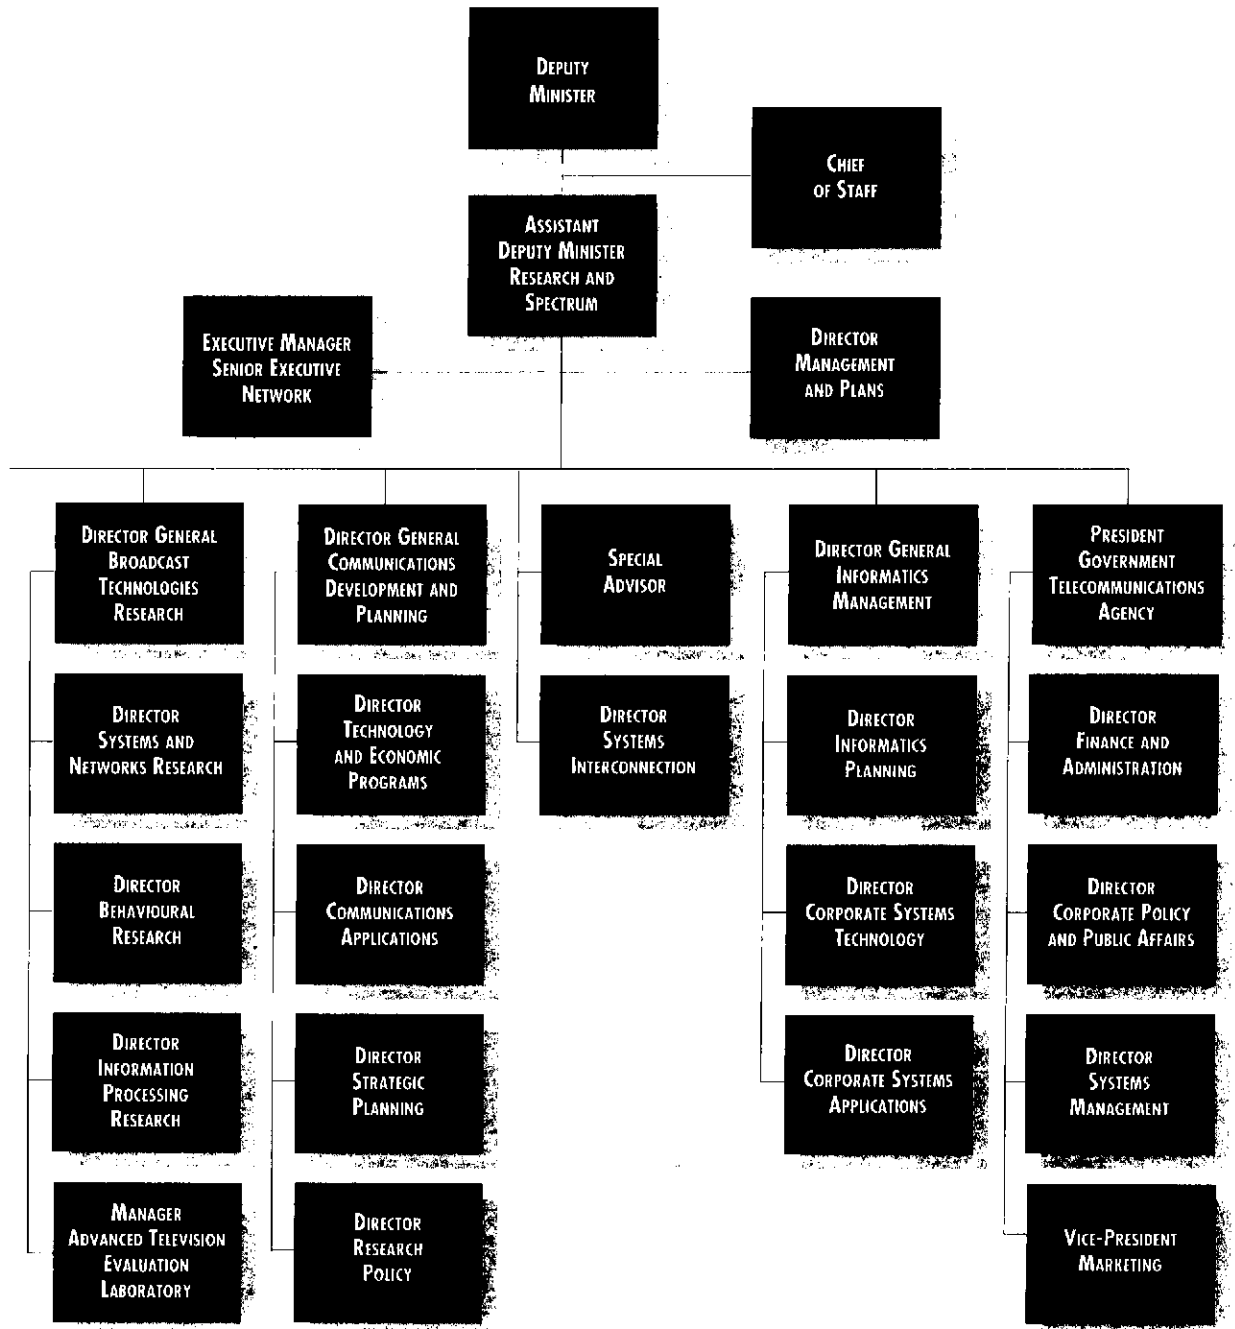 DEPUTY
MINISTER
CHIEF
OF STAFF
ASSISTANT
DEPUTY MINISTER
RESEARCH AND
SPECTRUM
EXECUTIVE MANAGER
SENIOR EXECUTIVE
NETWORK
DIRECTOR
MANAGEMENT
AND PLANS
DIRECTOR GENERAL
BROADCAST
TECHNOLOGIES
RESEARCH
DIRECTOR GENERAL
COMMUNICATIONS
DEVELOPMENT AND
PLANNING
SPECIAL
ADVISOR
DIRECTOR GENERAL
INFORMATICS
MANAGEMENT
PRESIDENT
GOVERNMENT
TELECOMMUNICATIONS
AGENCY
DIRECTOR
SYSTEMS AND
NETWORKS RESEARCH
DIRECTOR
TECHNOLOGY
AND ECONOMIC
PROGRAMS
DIRECTOR
SYSTEMS
INTERCONNECTION
DIRECTOR
INFORMATICS
PLANNING
DIRECTOR
FINANCE AND
ADMINISTRATION
DIRECTOR
BEHAVIOURAL
RESEARCH
DIRECTOR
COMMUNICATIONS
APPLICATIONS
DIRECTOR
CORPORATE SYSTEMS
TECHNOLOGY
DIRECTOR
CORPORATE POLICY
AND PUBLIC AFFAIRS
DIRECTOR
INFORMATION
PROCESSING
RESEARCH
DIRECTOR
STRATEGIC
PLANNING
DIRECTOR
CORPORATE SYSTEMS
APPLICATIONS
DIRECTOR
SYSTEMS
MANAGEMENT
MANAGER
ADVANCED TELEVISION
EVALUATION
LABORATORY
DIRECTOR
RESEARCH
POLICY
VICE-PRESIDENT
MARKETING